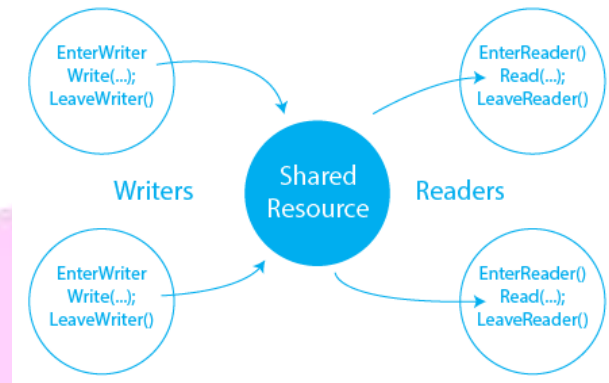 EnterWriter
Write(...);
LeaveWriter()
EnterReader()
Read(...);
LeaveReader()
Writers
Shared
Resource
Readers
EnterWriter
Write(...);
LeaveWriter()
EnterReader()
Read(...);
LeaveReader()